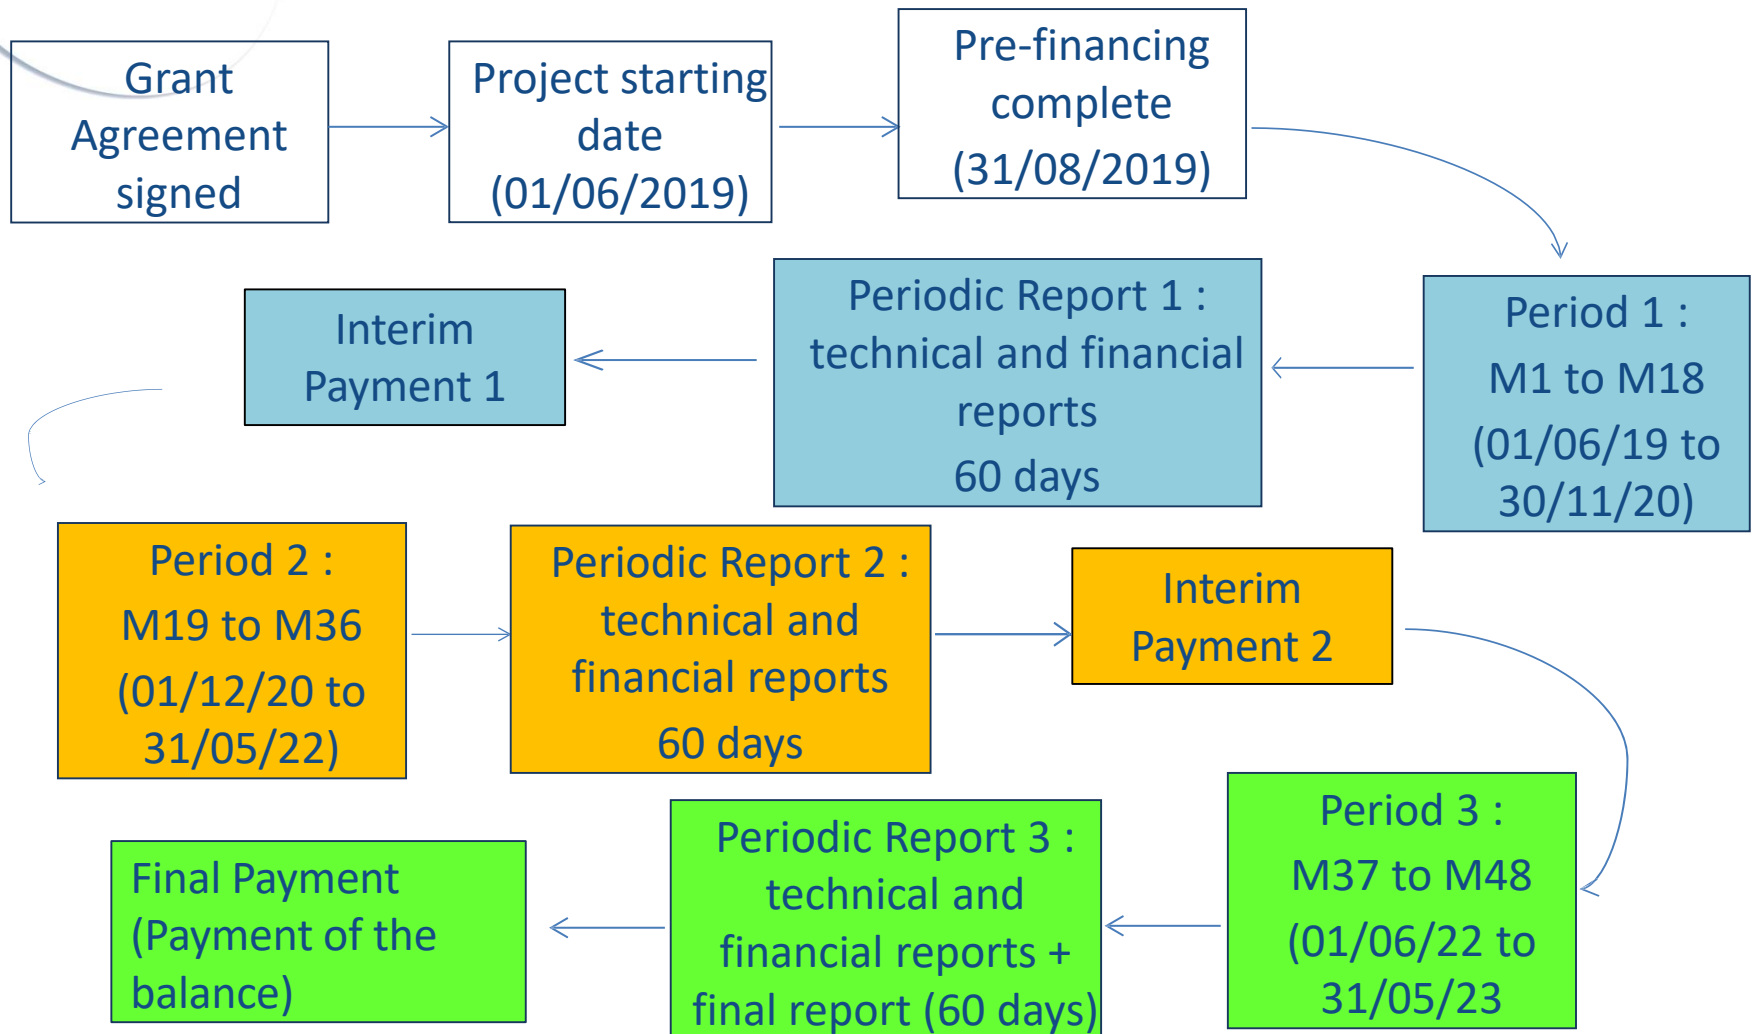 Grant
Agreement
signed
Project starting
date
(01/06/2019)
Pre-financing
complete
(31/08/2019)
Period 1 :
M1 to M18
(01/06/19 to
30/11/20)
Periodic Report 1 :
technical and financial
reports
60 days
Interim
Payment 1
Period 2 :
M19 to M36
(01/12/20 to
31/05/22)
Periodic Report 2 :
technical and
financial reports
60 days
Interim
Payment 2
Period 3 :
M37 to M48
(01/06/22 to
31/05/23
Periodic Report 3 :
technical and
financial reports +
final report (60 days)
Final Payment
(Payment of the
balance)